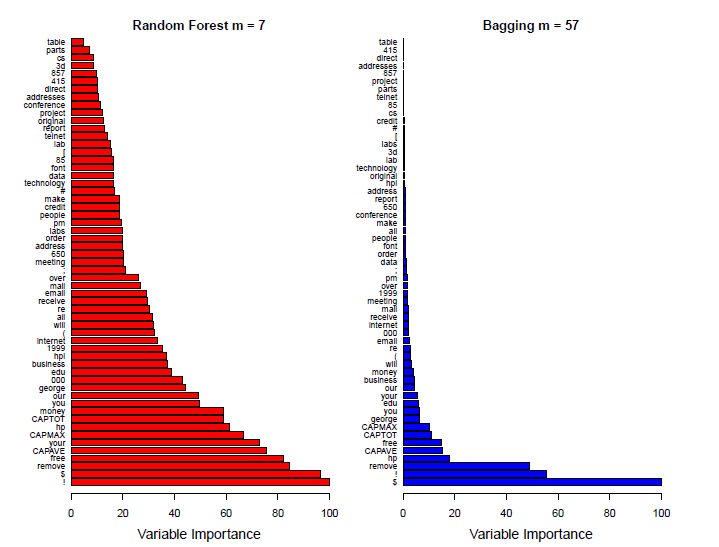 Random Forest m = 7
table
parts
cs
3d
857
415
direct
addresses
conference
project
original
report
telnet
lab
[
85
font
data
technology
#
make
credit
people
pm
labs
order
address
650
meeting
;
over
mail
email
receive
re
all
will
(
internet
1999
hpl
business
edu
000
george
our
you
money
CAPTOT
hp
CAPMAX
your
CAPAVE
free
remove
$
!
0 20 40 60 80 100
Variable Importance
Bagging m = 57
table
415
direct
addresses
857
project
parts
telnet
85
cs
credit
#
[
labs
3d
lab
technology
original
hpl
address
report
650
conference
make
all
people
font
order
data
;
pm
over
1999
meeting
mail
receive
internet
000
email
re
(
will
money
business
our
your
edu
you
george
CAPMAX
CAPTOT
free
CAPAVE
hp
remove
!
$
0 20 40 60 80 100
Variable Importance